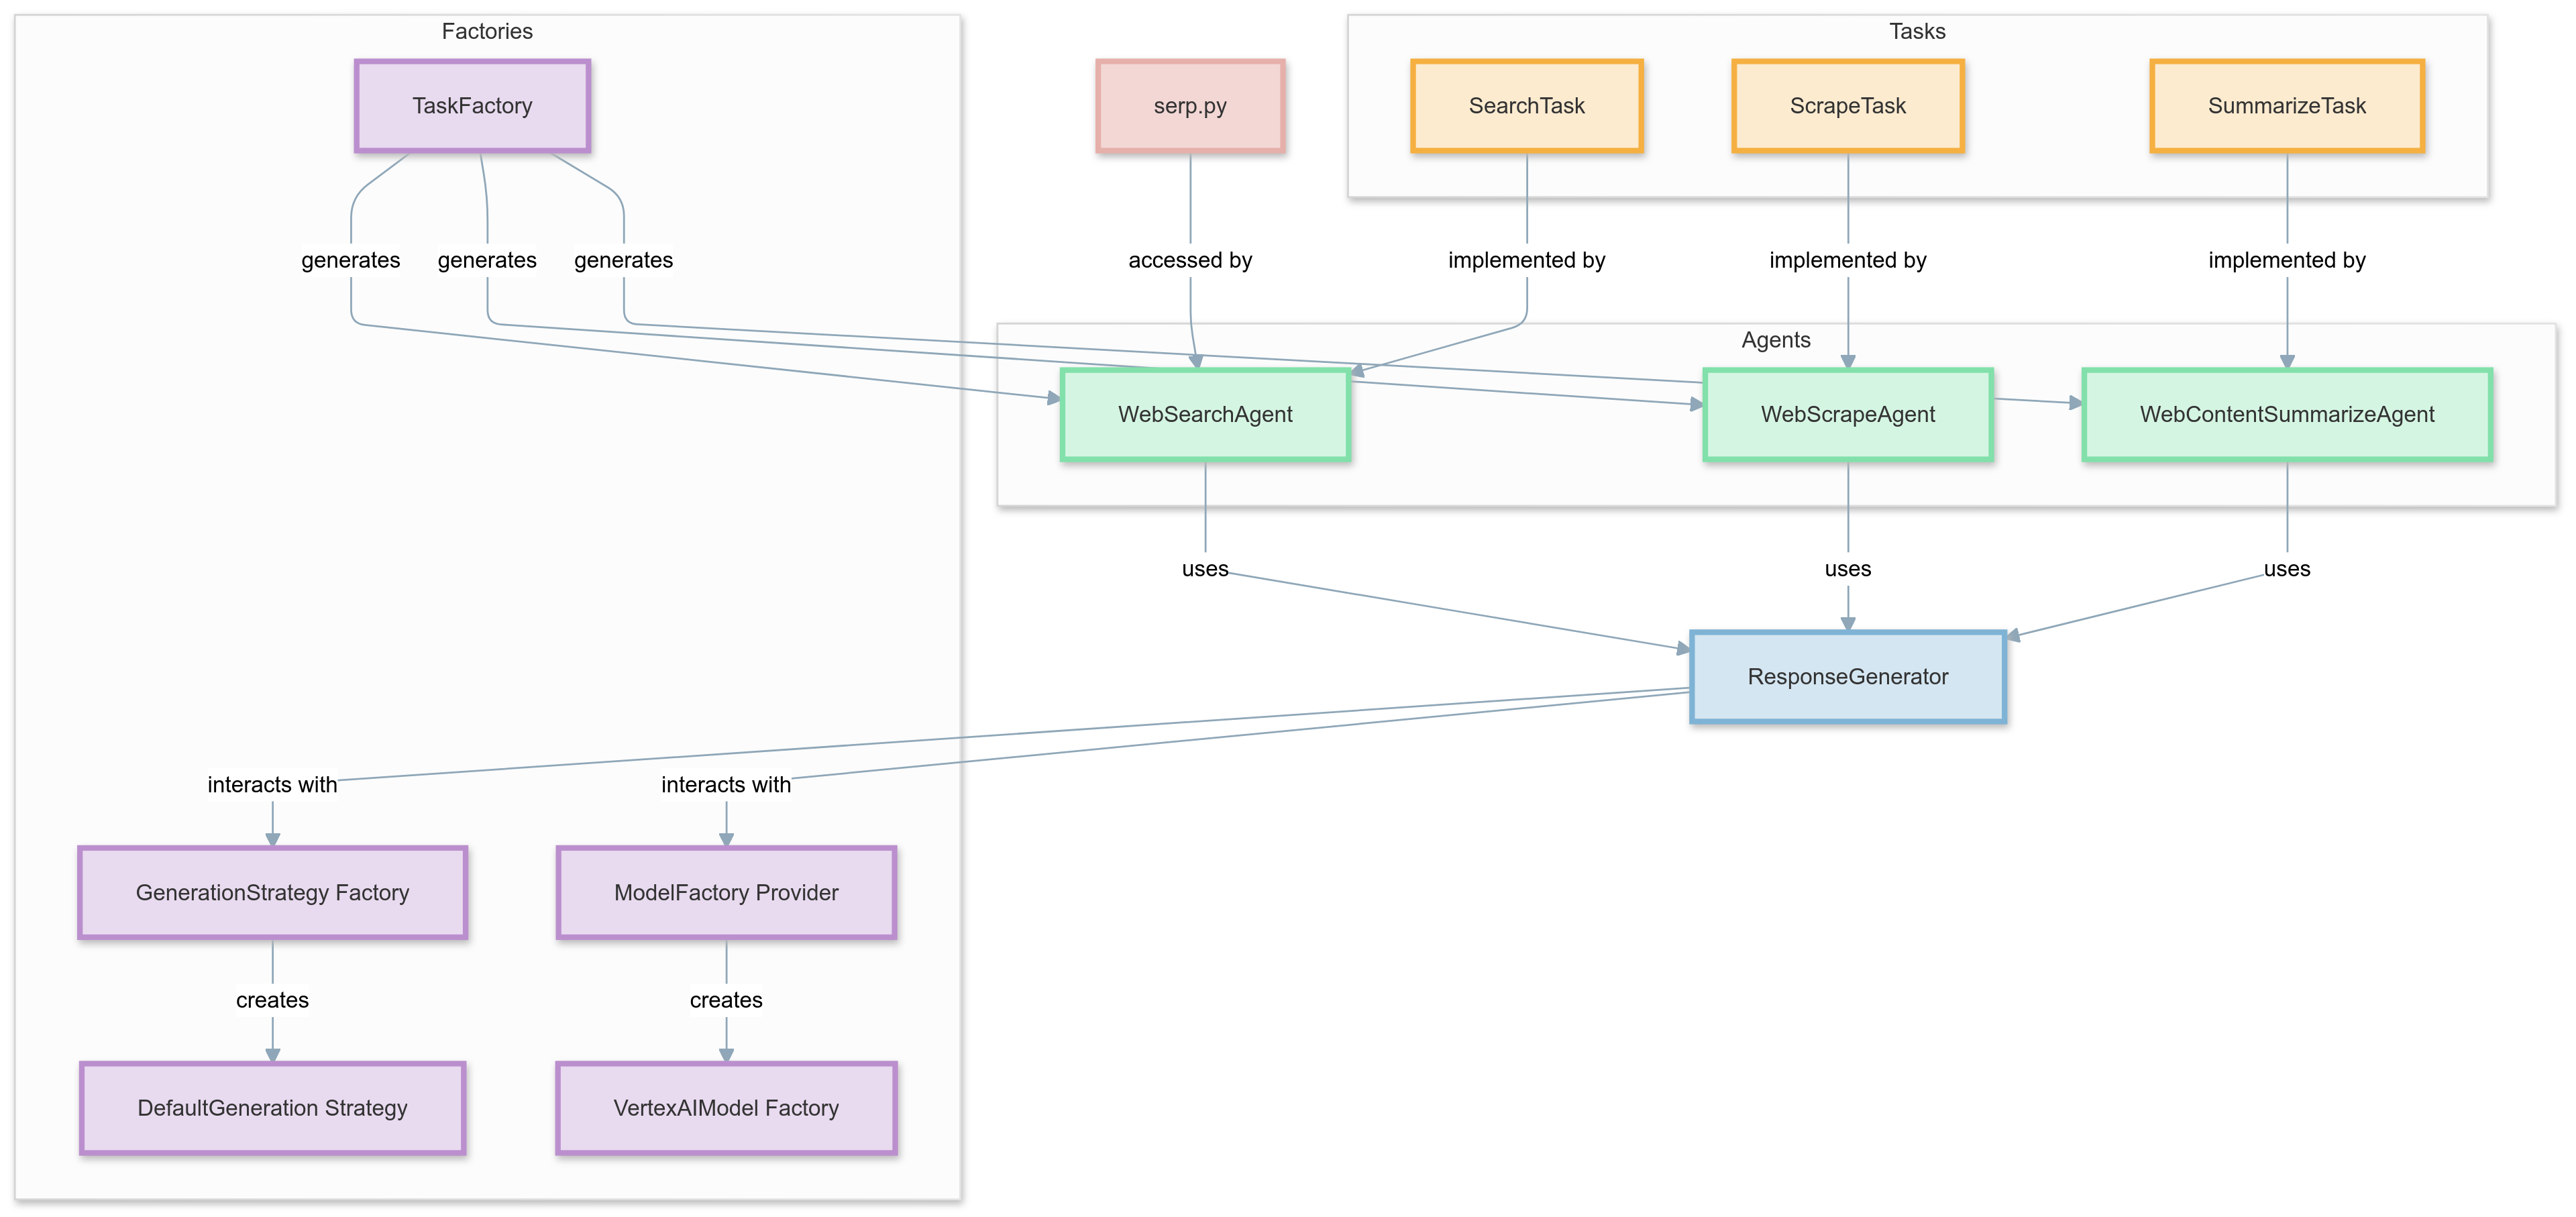 Factories
Tasks
TaskFactory
serp.py
SearchTask
ScrapeTask
SummarizeTask
generates
generates
generates
accessed by
implemented by
implemented by
implemented by
Agents
WebSearchAgent
WebScrapeAgent
WebContentSummarizeAgent
uses
uses
uses
ResponseGenerator
interacts with
interacts with
GenerationStrategy Factory
ModelFactory Provider
creates
creates
DefaultGeneration Strategy
VertexAIModel Factory